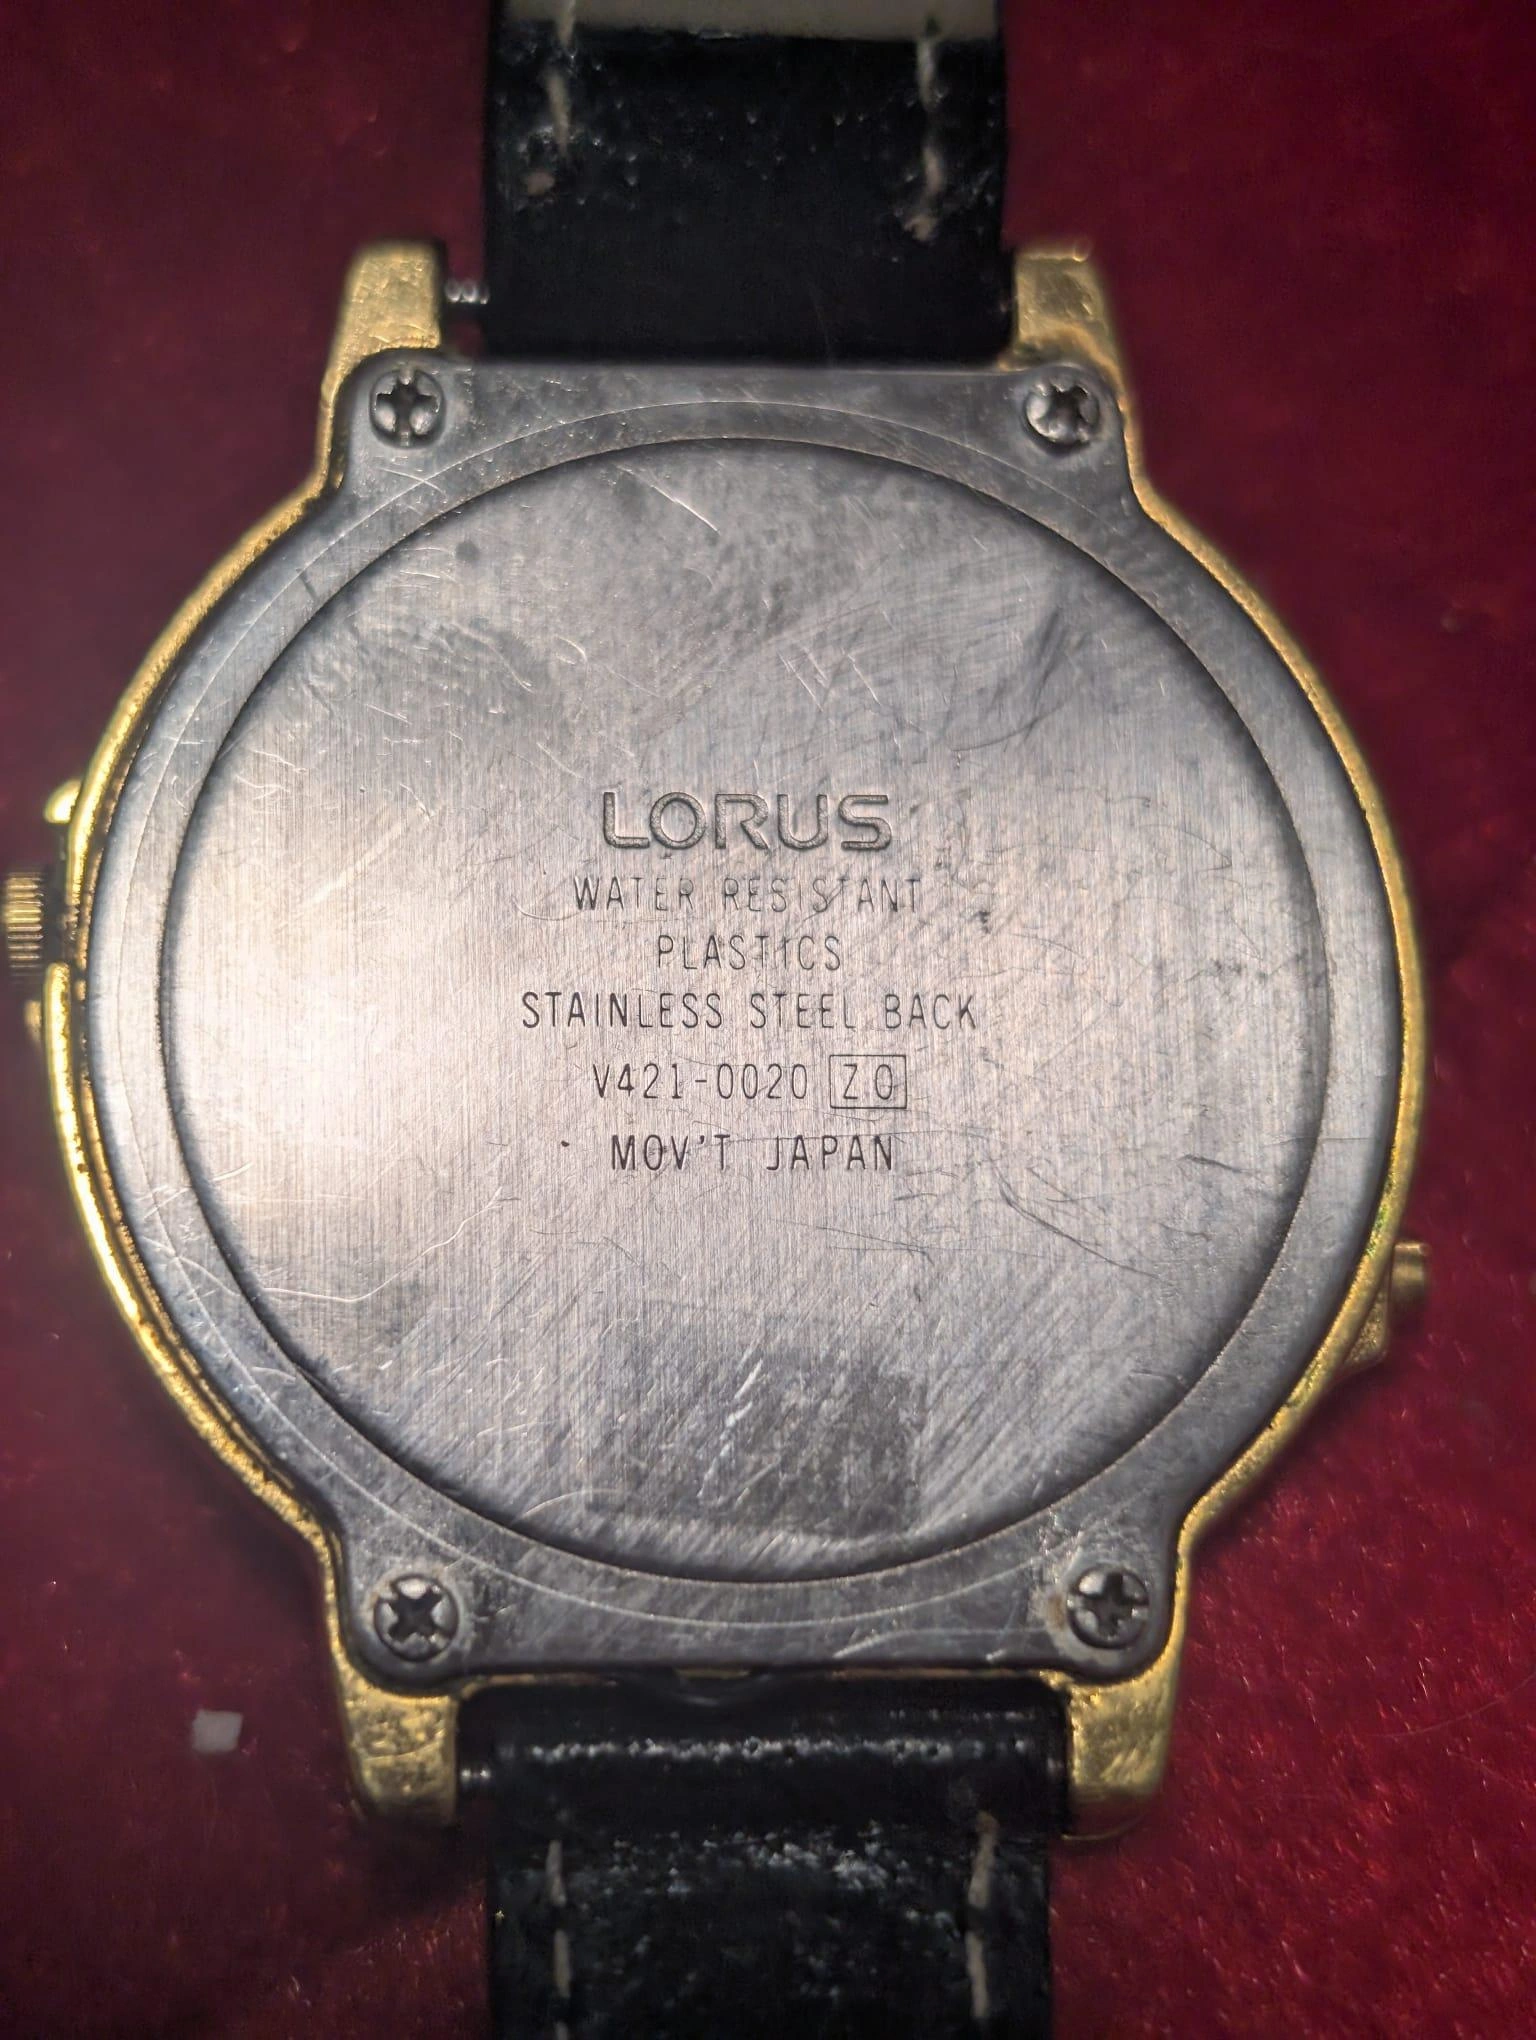 LORUS
WATER RESISTANT
PLASTICS
STAINLESS STEEL BACK
V421-0020 Z0
MOV'T JAPAN